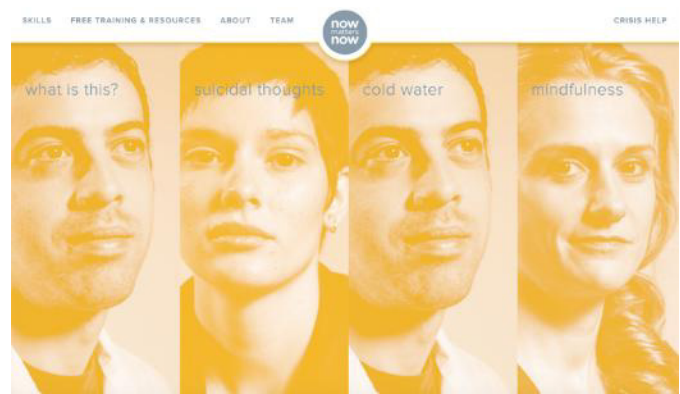 SKILLS FREE TRAINING & RESOURCES ABOUT TEAM
now
matters
now
CRISIS HELP
what is this? suicidal thoughts cold water mindfulness